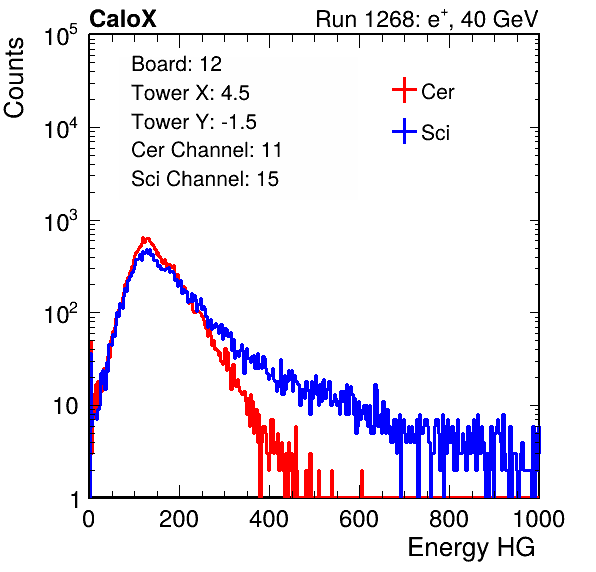 CaloX Run 1268: e⁺, 40 GeV
Counts
Board: 12
Tower X: 4.5
Tower Y: -1.5
Cer Channel: 11
Sci Channel: 15
Cer
Sci
10⁵
10⁴
10³
10²
10
1
0 200 400 600 800 1000
Energy HG